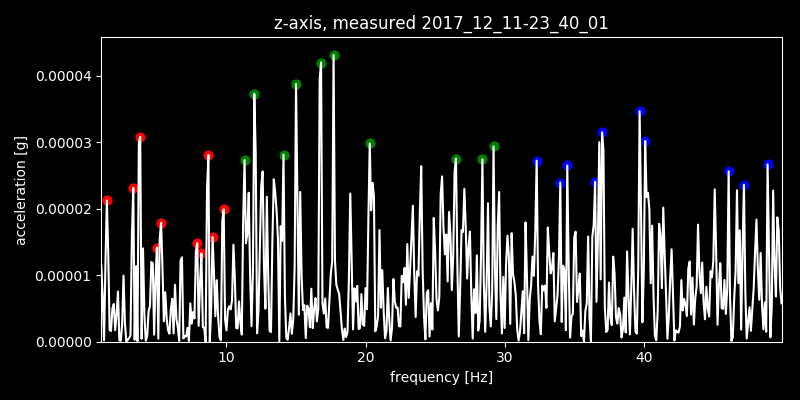 z-axis, measured 2017_12_11-23_40_01
0.00004
0.00003
0.00002
0.00001
0.00000
acceleration [g]
10 20 30 40
frequency [Hz]